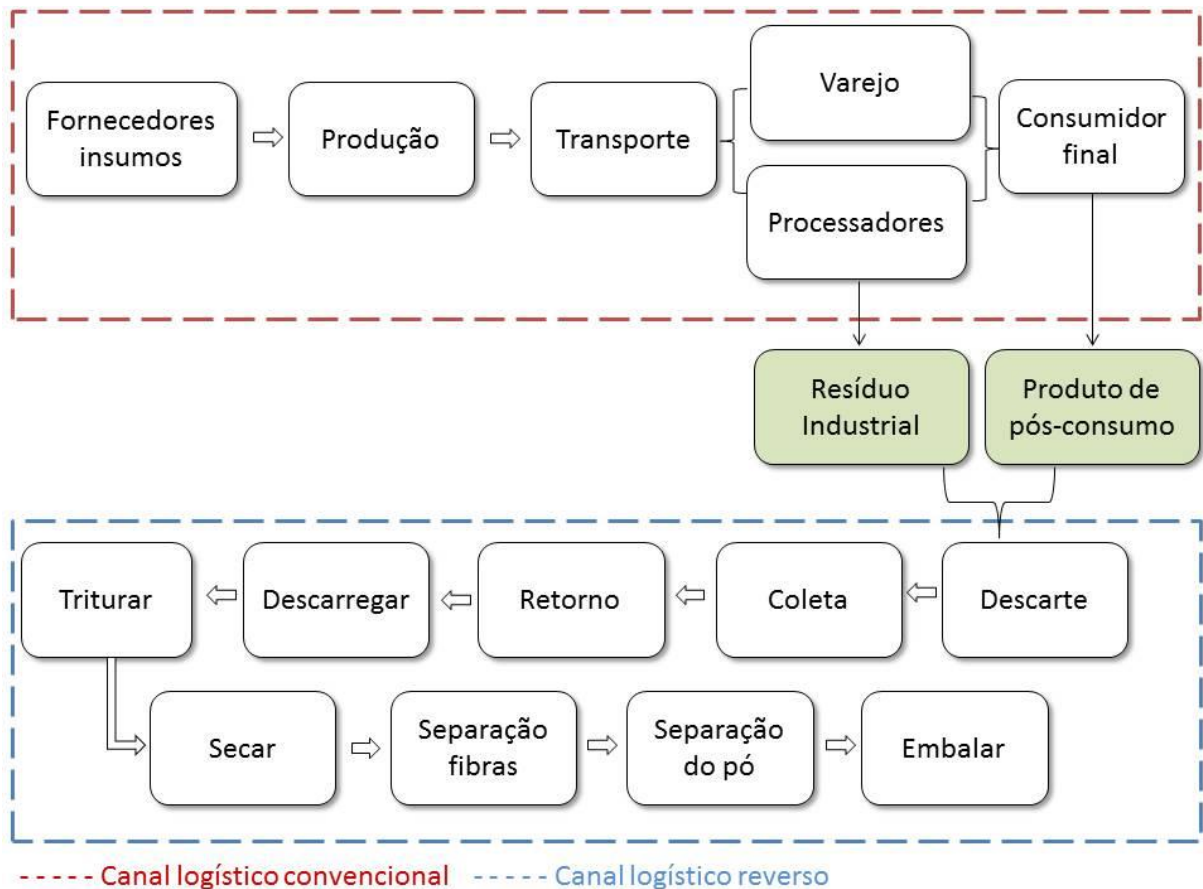 Fornecedores
insumos
Produção
Transporte
Varejo
Processadores
Consumidor
final
Resíduo
Industrial
Produto de
pós-consumo
Triturar
Descarregar
Retorno
Coleta
Descarte
Secar
Separação
fibras
Separação
do pó
Embalar
- - - - - Canal logístico convencional - - - - - Canal logístico reverso